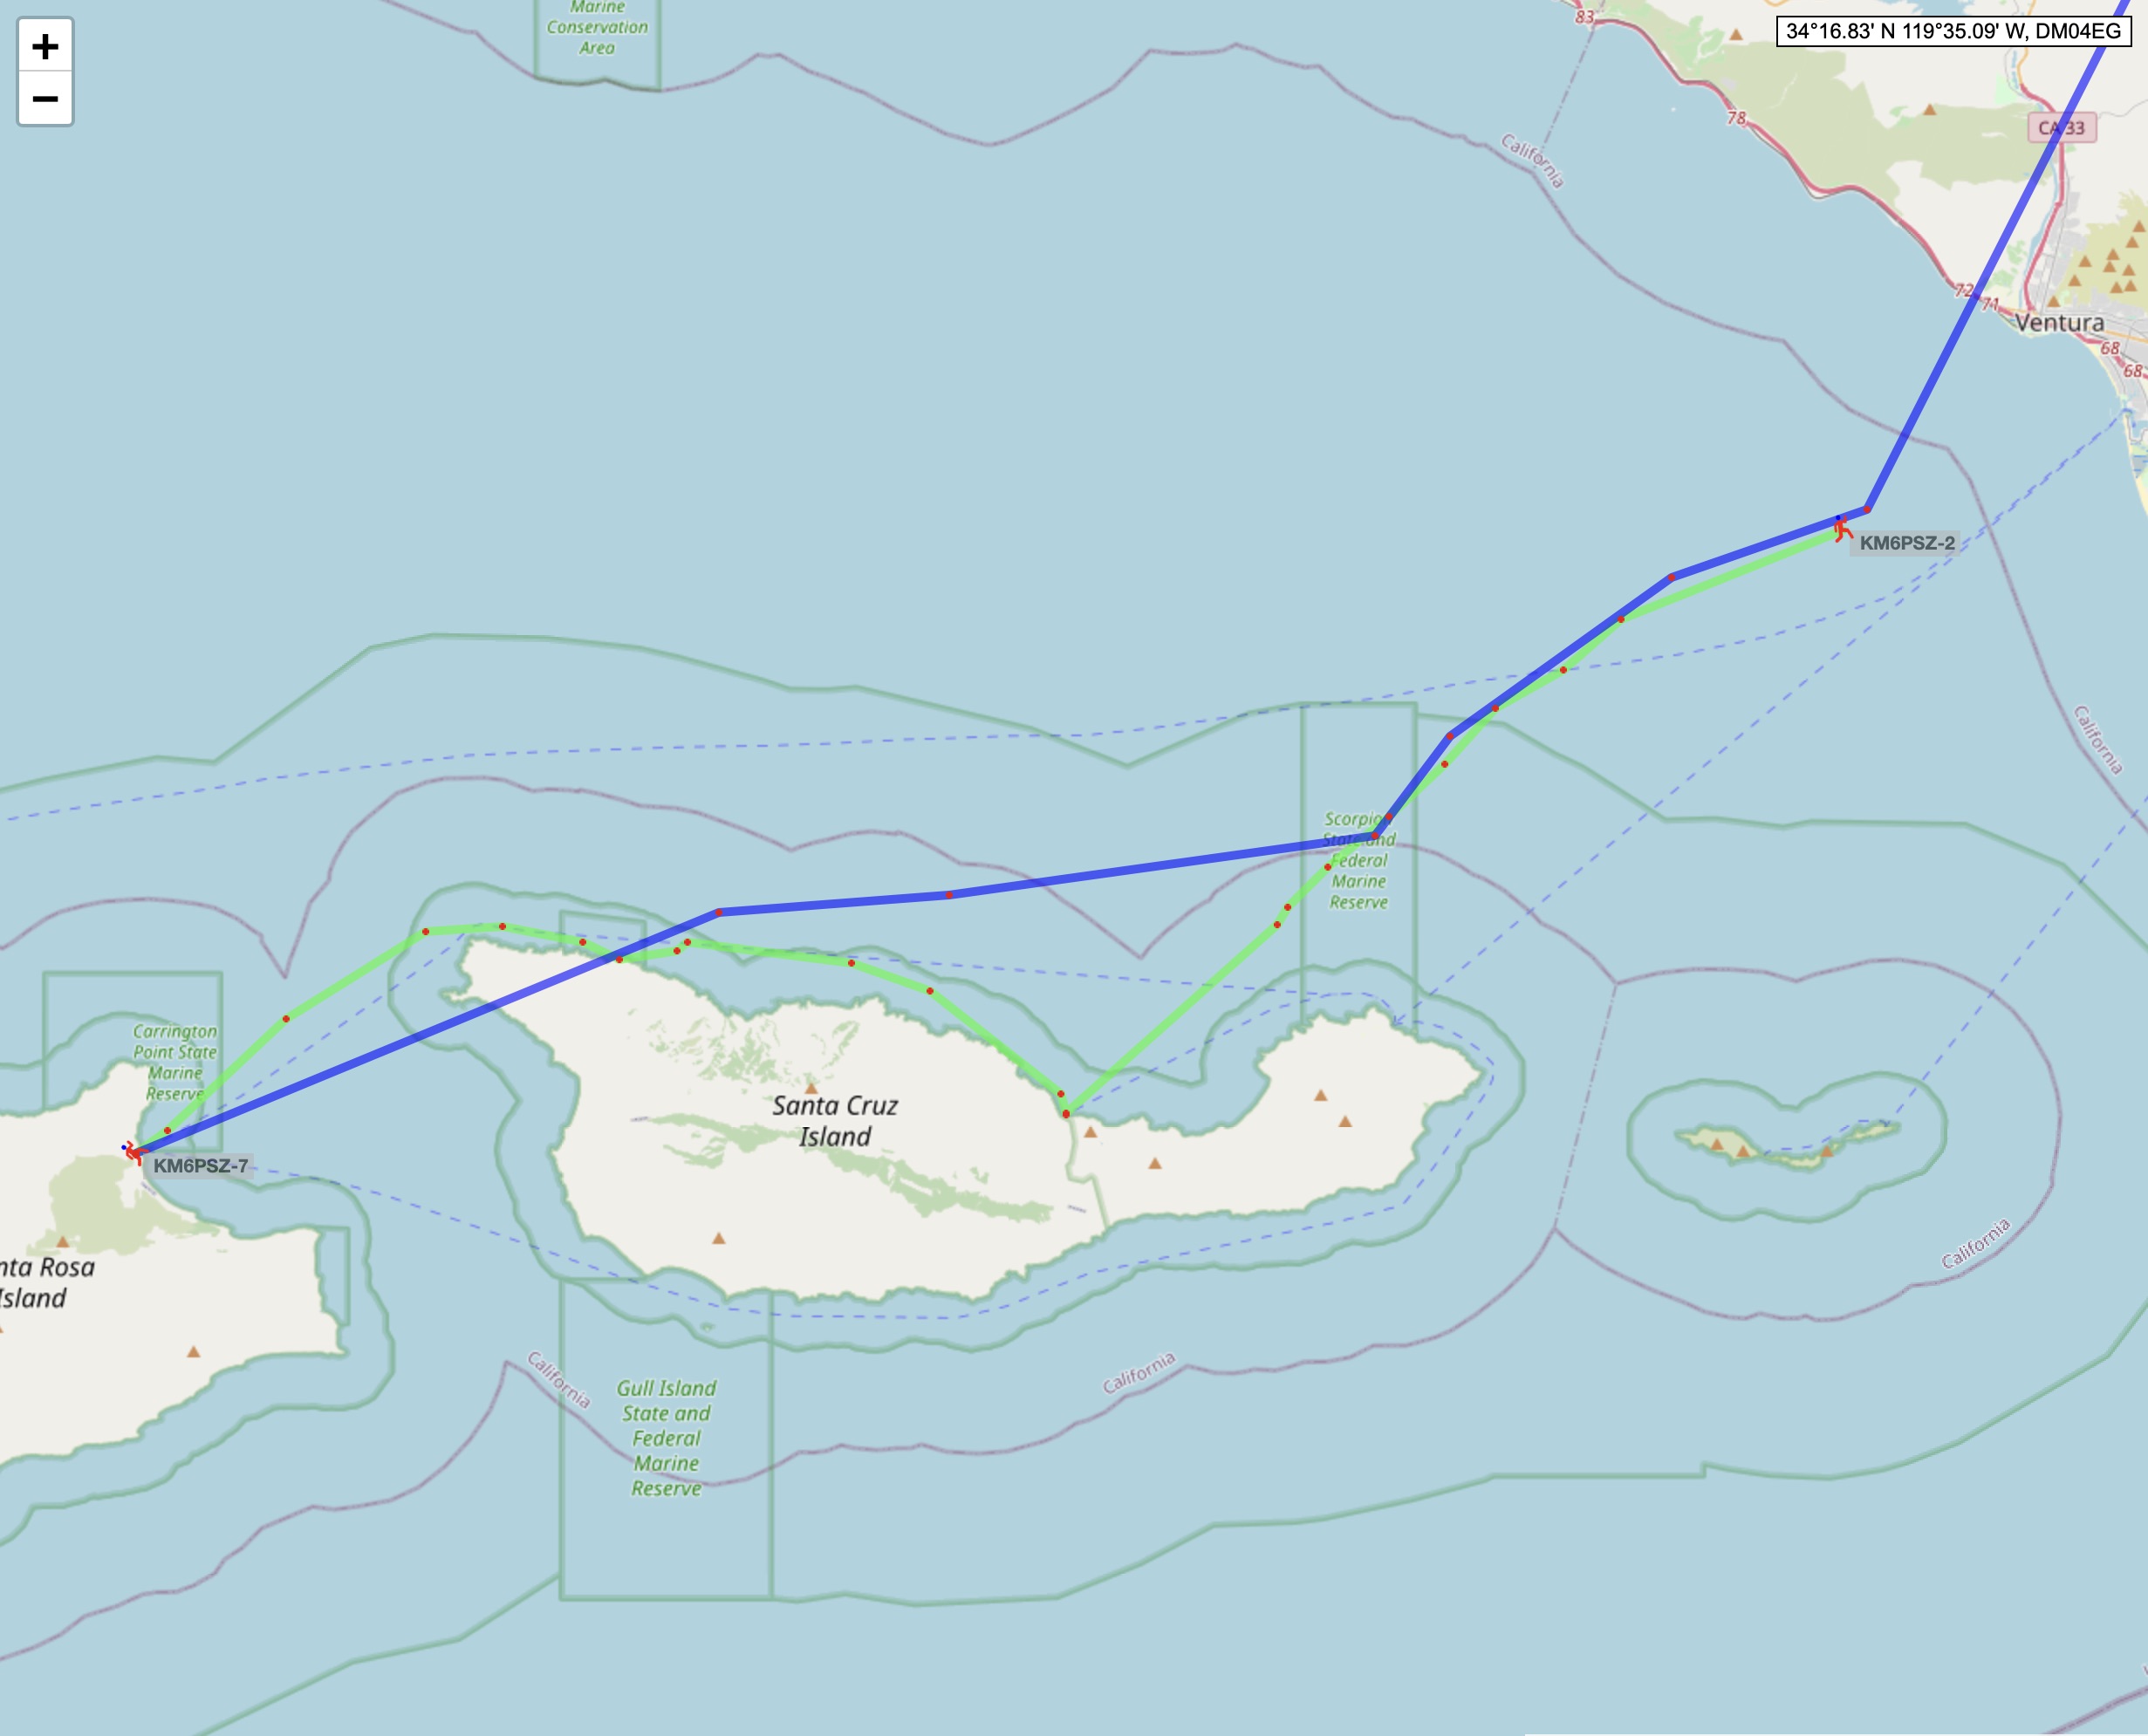 Marine
Conservation
Area
+
−
83
34°16.83' N 119°35.09' W, DM04EG
78
CA 33
California
72
71
Ventura
68
68
KM6PSZ-2
California
Scorpion
State and
Federal
Marine
Reserve
Carrington
Point State
Marine
Reserve
Santa Cruz
Island
KM6PSZ-7
nta Rosa
Island
California
California
California
Gull Island
State and
Federal
Marine
Reserve